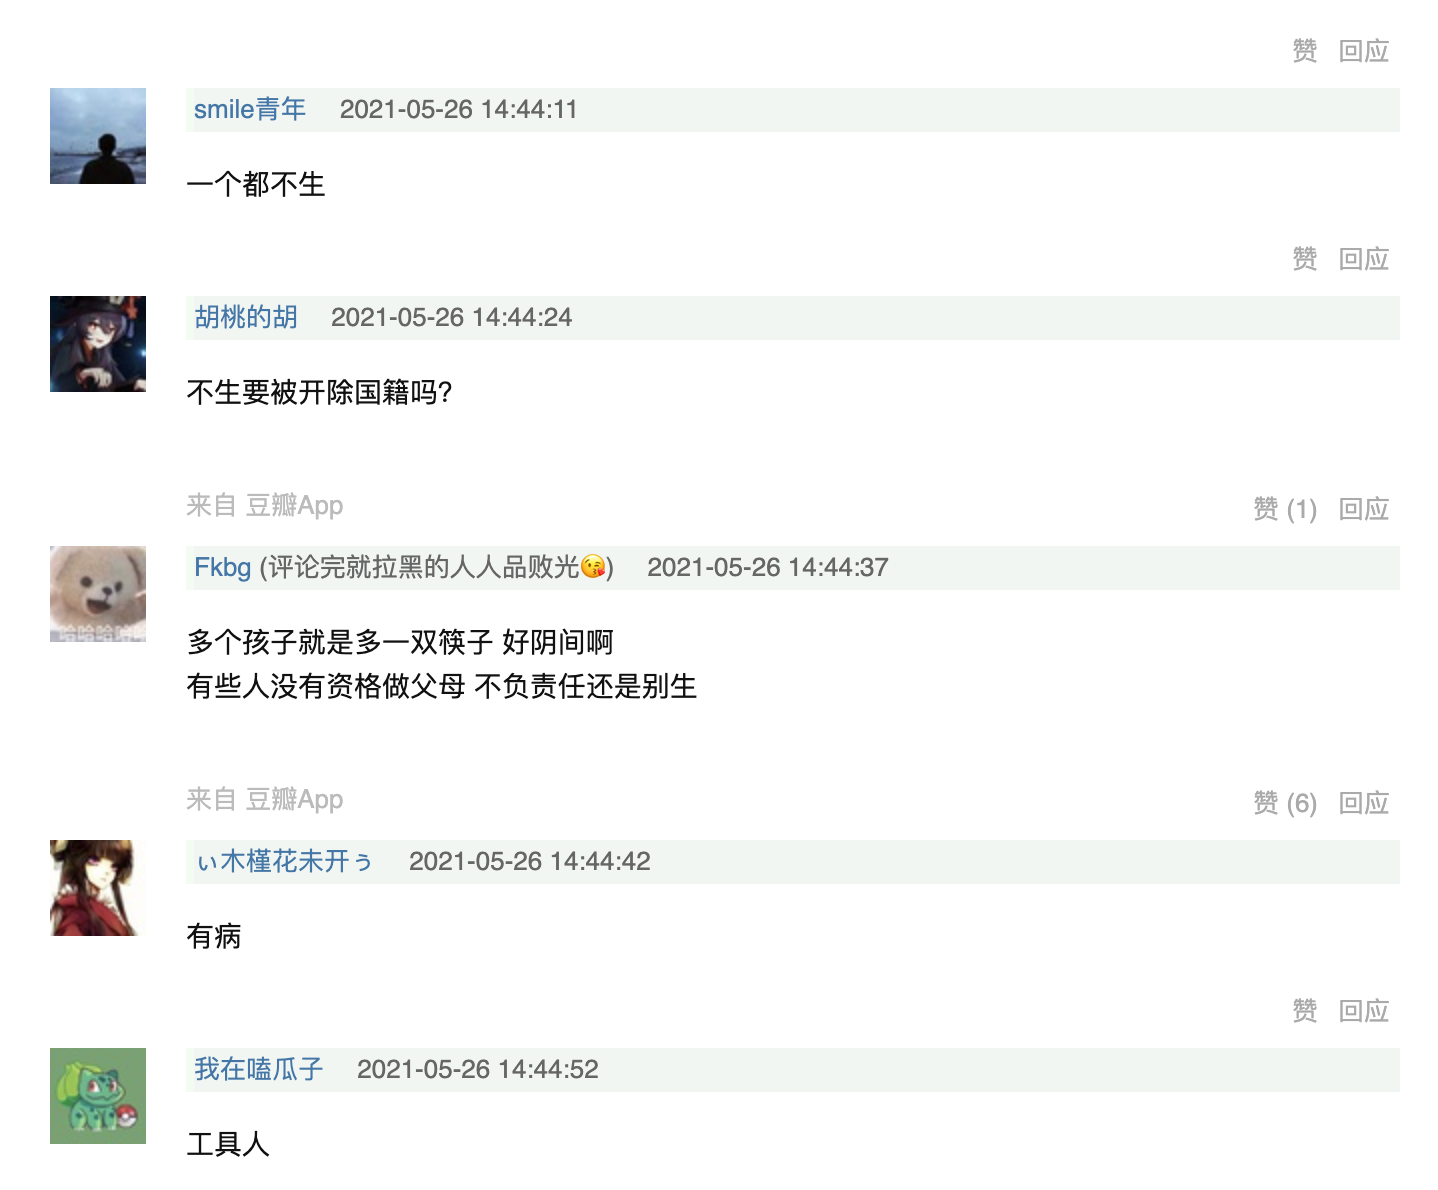 赞 回应
smile青年 2021-05-26 14:44:11
一个都不生
赞 回应
胡桃的胡 2021-05-26 14:44:24
不生要被开除国籍吗?
来自 豆瓣App 赞 (1) 回应
Fkbg (评论完就拉黑的人人品败光😘) 2021-05-26 14:44:37
哈哈哈哈哈
多个孩子就是多一双筷子 好阴间啊
有些人没有资格做父母 不负责任还是别生
来自 豆瓣App 赞 (6) 回应
ぃ木槿花未开ぅ 2021-05-26 14:44:42
有病
赞 回应
我在嗑瓜子 2021-05-26 14:44:52
工具人